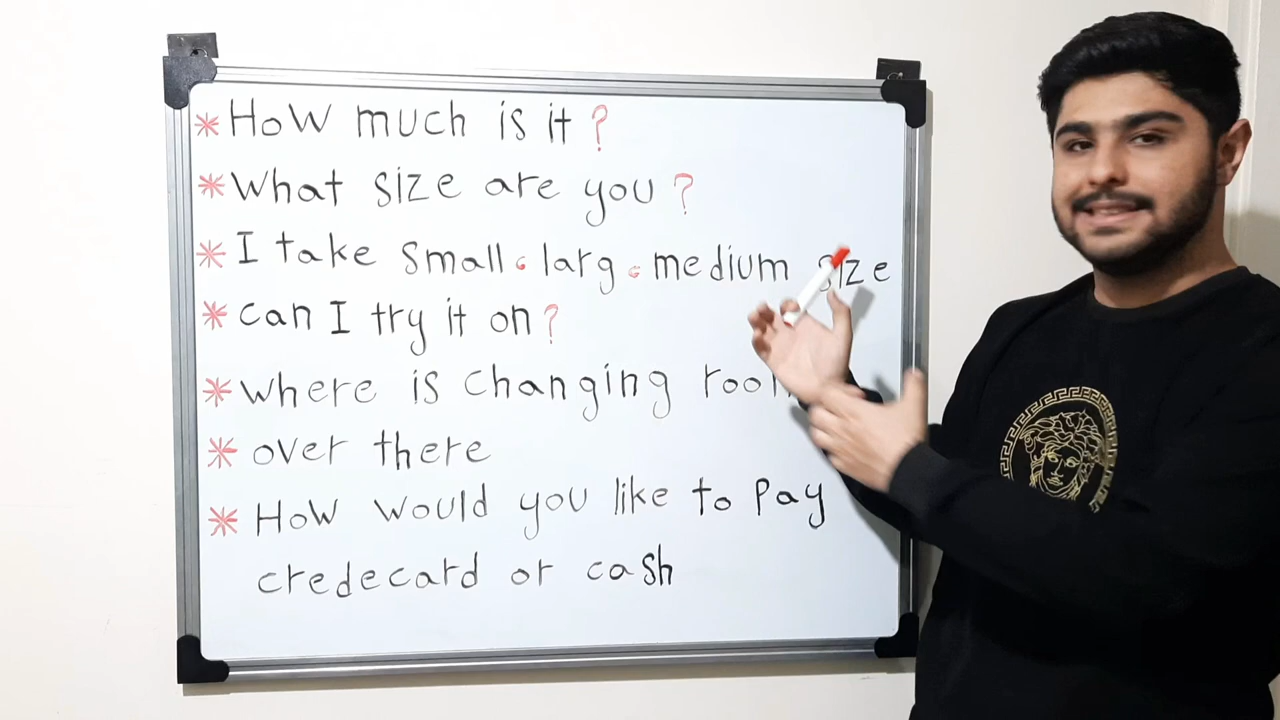 * How much is it?
* What size are you?
* I take small، larg، medium size
* can I try it on?
* where is changing room
* over there
* How would you like to pay
credecard or cash